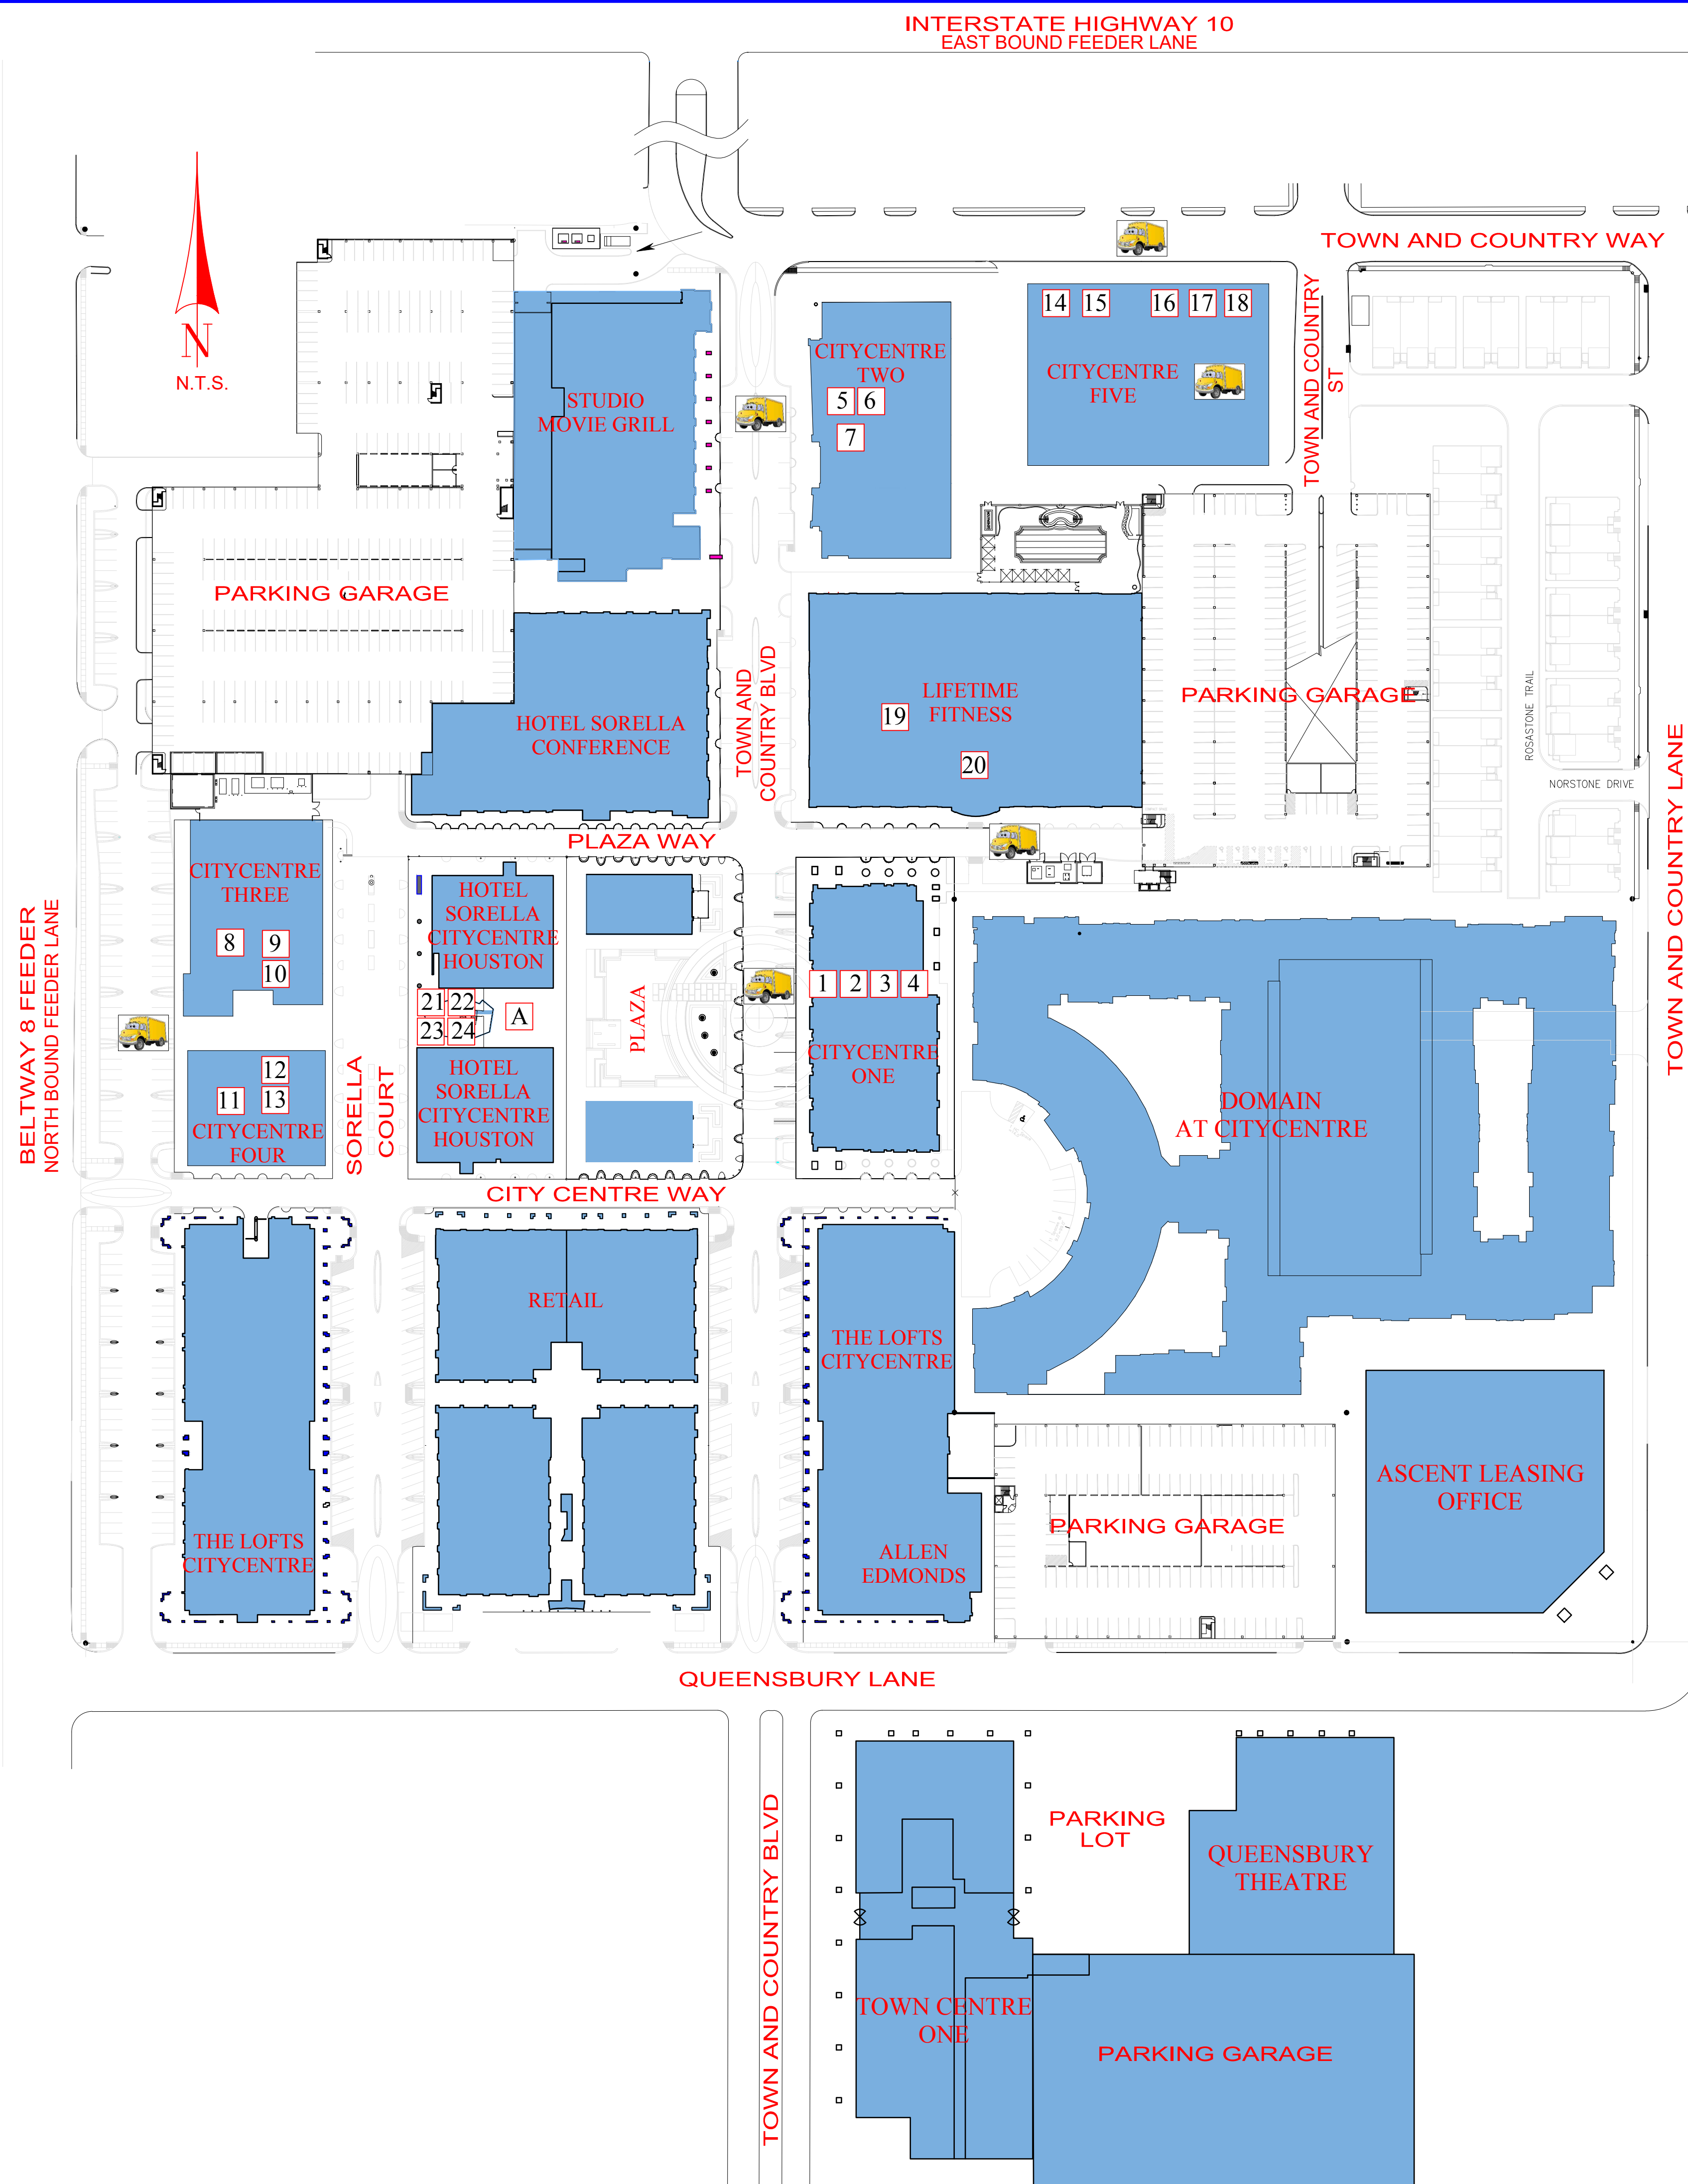 INTERSTATE HIGHWAY 10
EAST BOUND FEEDER LANE
TOWN AND COUNTRY WAY
N
N.T.S.
TOWN AND COUNTRY
ST
14 15 16 17 18
CITYCENTRE
TWO
5 6
7
CITYCENTRE
FIVE
STUDIO
MOVIE GRILL
PARKING GARAGE
HOTEL SORELLA
CONFERENCE
TOWN AND
COUNTRY BLVD
LIFETIME
FITNESS
19
20
PARKING GARAGE
ROSASTONE TRAIL
NORSTONE DRIVE
TOWN AND COUNTRY LANE
PLAZA WAY
BELTWAY 8 FEEDER
NORTH BOUND FEEDER LANE
CITYCENTRE
THREE
8 9
10
HOTEL
SORELLA
CITYCENTRE
HOUSTON
21 22
23 24
A
PLAZA
1 2 3 4
CITYCENTRE
ONE
12
11 13
CITYCENTRE
FOUR
SORELLA
COURT
HOTEL
SORELLA
CITYCENTRE
HOUSTON
DOMAIN
AT CITYCENTRE
CITY CENTRE WAY
RETAIL
THE LOFTS
CITYCENTRE
THE LOFTS
CITYCENTRE
ALLEN
EDMONDS
PARKING GARAGE
ASCENT LEASING
OFFICE
QUEENSBURY LANE
TOWN AND COUNTRY BLVD
PARKING
LOT
QUEENSBURY
THEATRE
TOWN CENTRE
ONE
PARKING GARAGE